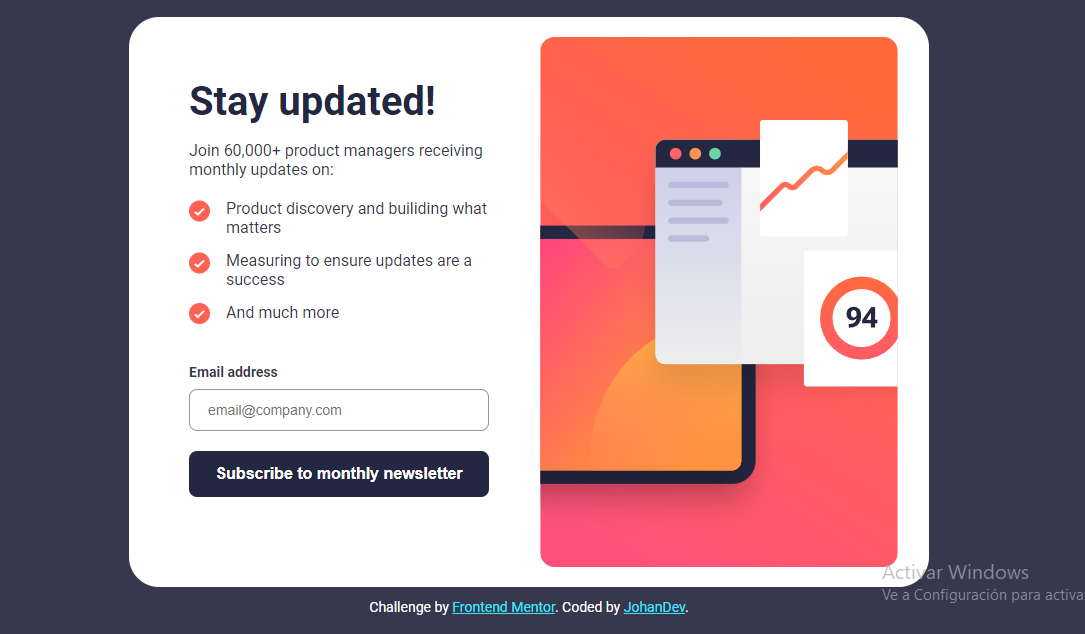 Stay updated!
Join 60,000+ product managers receiving
monthly updates on:
Product discovery and builiding what
matters
Measuring to ensure updates are a
success
And much more
Email address
email@company.com
Subscribe to monthly newsletter
94
Activar Windows
Ve a Configuración para activa
Challenge by Frontend Mentor. Coded by JohanDev.